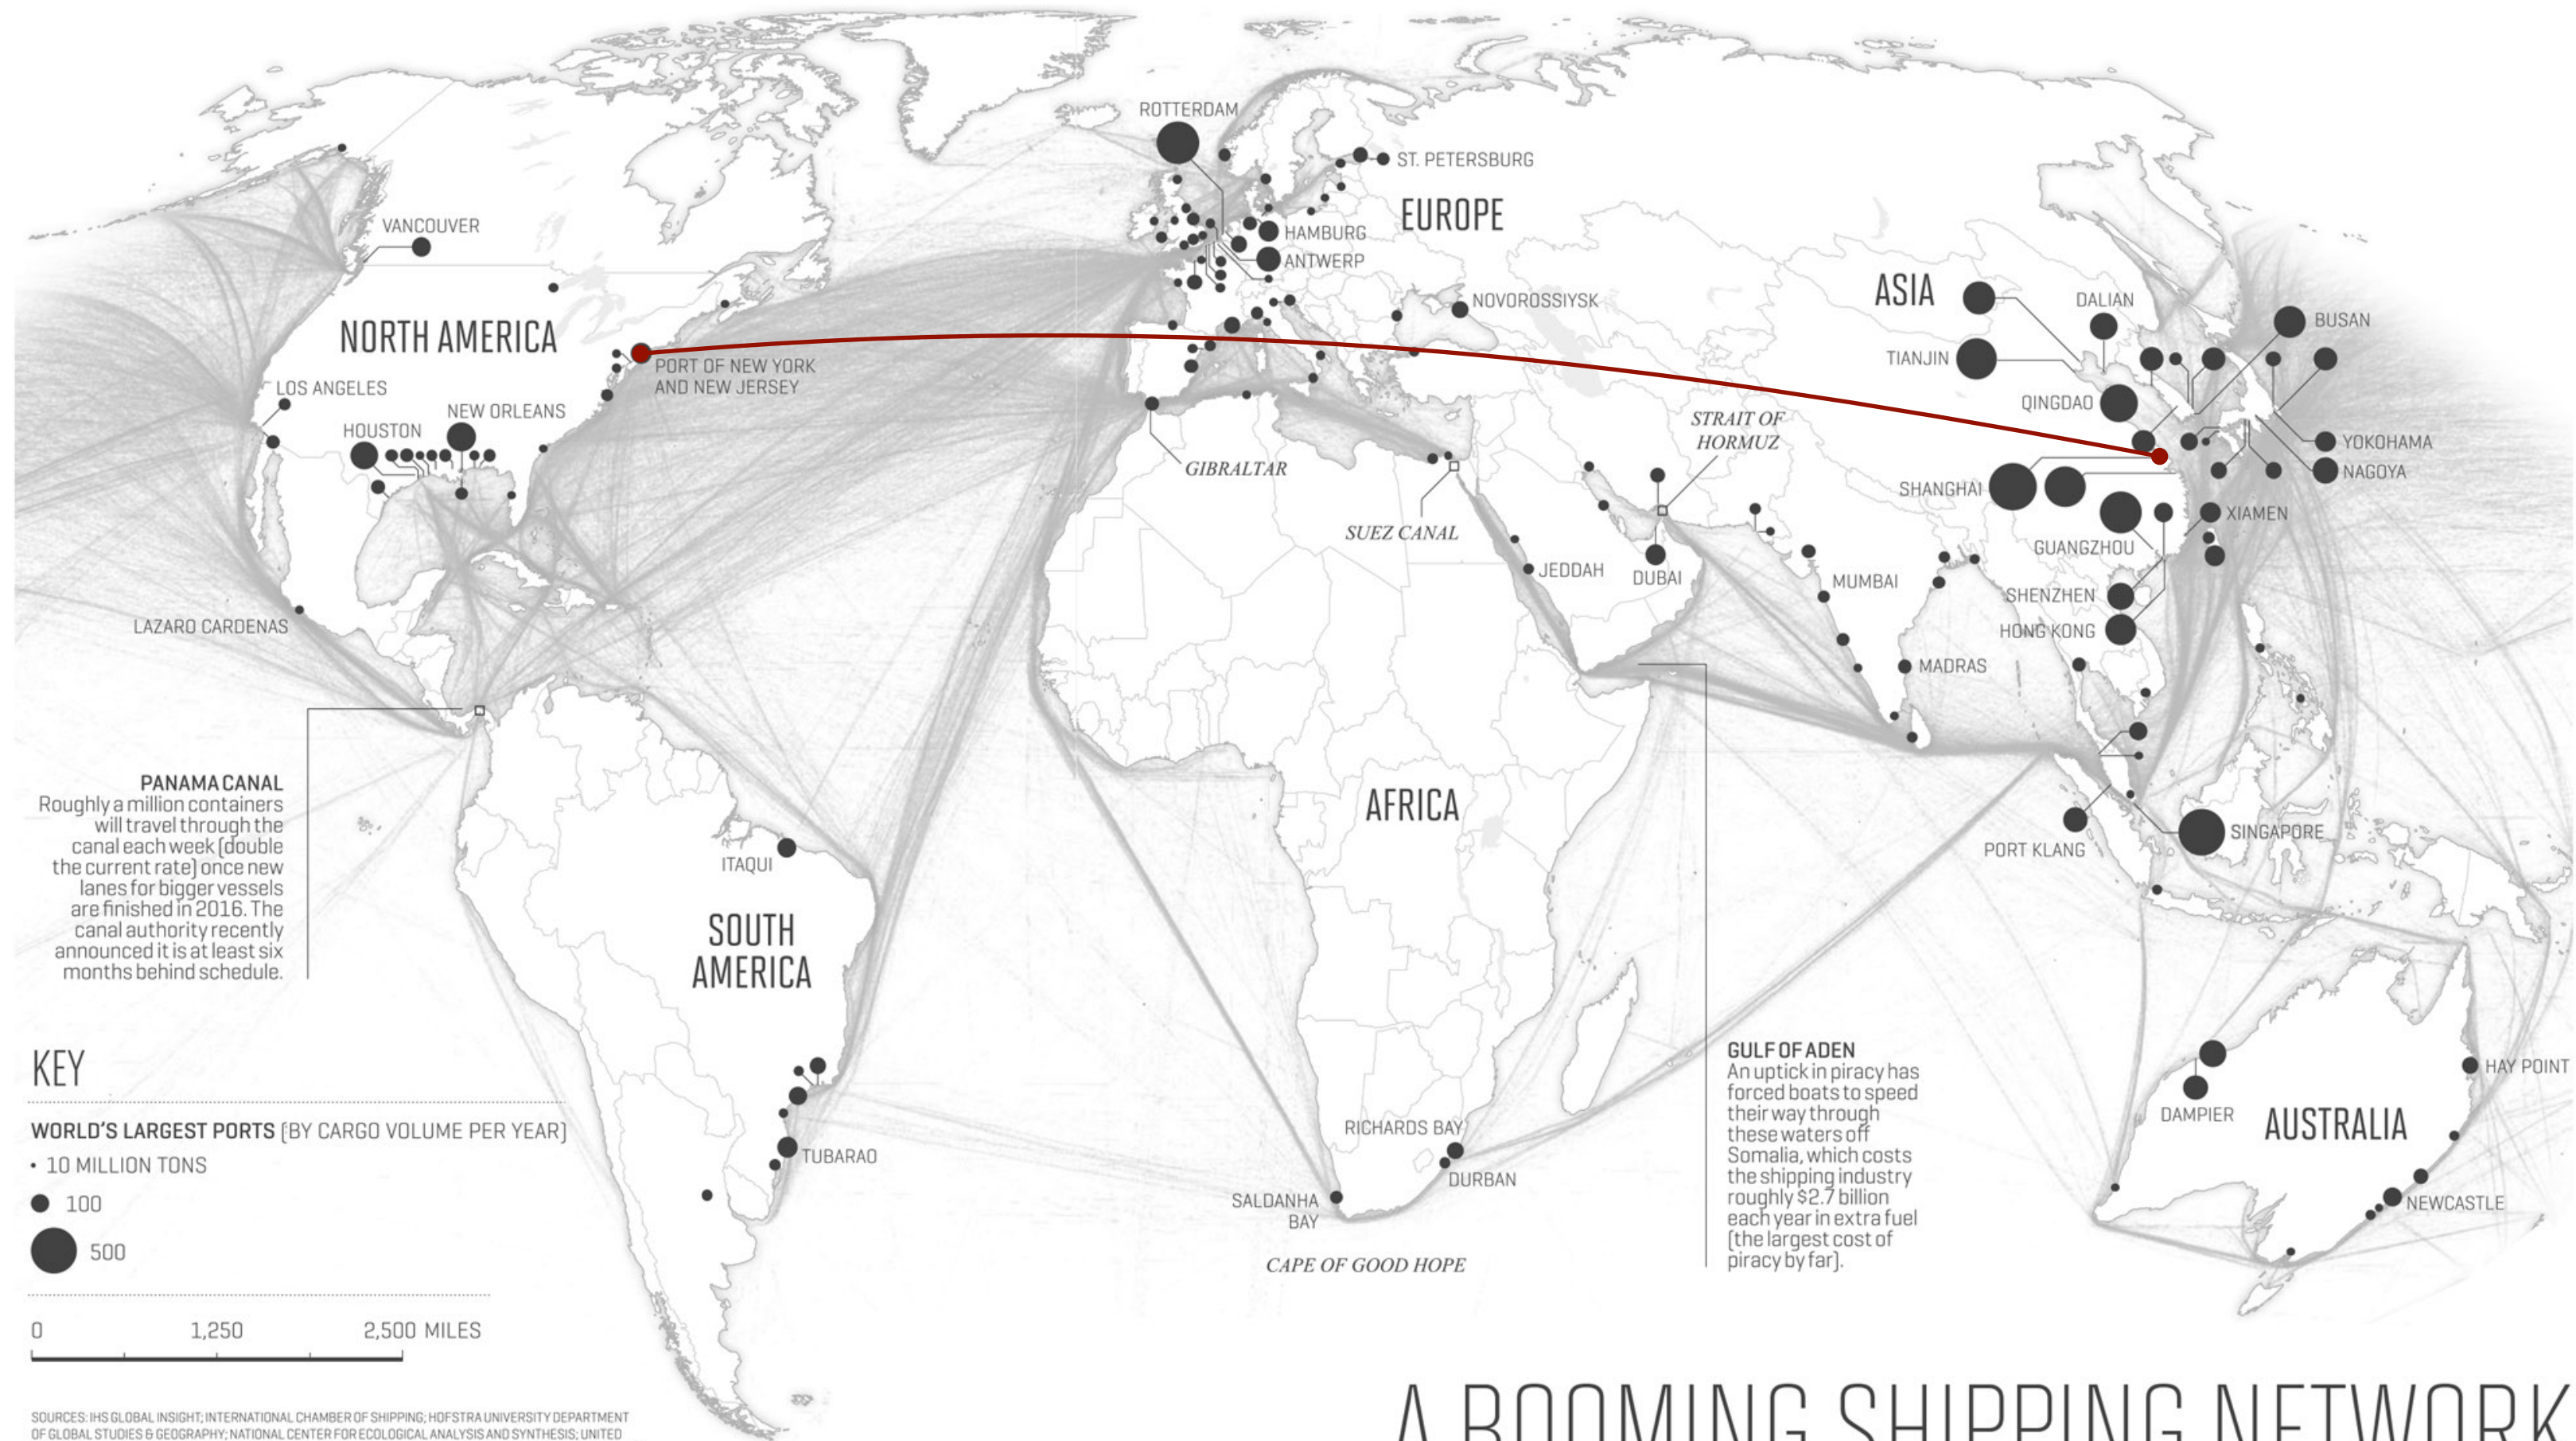 ROTTERDAM
ST. PETERSBURG
EUROPE
VANCOUVER
HAMBURG
ANTWERP
NOVOROSSIYSK
ASIA
DALIAN
BUSAN
NORTH AMERICA
TIANJIN
PORT OF NEW YORK
AND NEW JERSEY
LOS ANGELES
QINGDAO
NEW ORLEANS
HOUSTON
STRAIT OF
HORMUZ
YOKOHAMA
GIBRALTAR
NAGOYA
SHANGHAI
XIAMEN
SUEZ CANAL
GUANGZHOU
JEDDAH
DUBAI
MUMBAI
SHENZHEN
LAZARO CARDENAS
HONG KONG
MADRAS
PANAMA CANAL
Roughly a million containers
will travel through the
canal each week (double
the current rate) once new
lanes for bigger vessels
are finished in 2016. The
canal authority recently
announced it is at least six
months behind schedule.
AFRICA
SINGAPORE
PORT KLANG
ITAQUI
SOUTH
AMERICA
GULF OF ADEN
An uptick in piracy has
forced boats to speed
their way through
these waters off
Somalia, which costs
the shipping industry
roughly $2.7 billion
each year in extra fuel
(the largest cost of
piracy by far).
HAY POINT
DAMPIER
AUSTRALIA
RICHARDS BAY
TUBARAO
DURBAN
SALDANHA
BAY
NEWCASTLE
CAPE OF GOOD HOPE
KEY
WORLD'S LARGEST PORTS (BY CARGO VOLUME PER YEAR)
10 MILLION TONS
100
500
0 1,250 2,500 MILES
SOURCES: IHS GLOBAL INSIGHT; INTERNATIONAL CHAMBER OF SHIPPING; HOFSTRA UNIVERSITY DEPARTMENT
OF GLOBAL STUDIES & GEOGRAPHY; NATIONAL CENTER FOR ECOLOGICAL ANALYSIS AND SYNTHESIS; UNITED
A BOOMING SHIPPING NETWORK